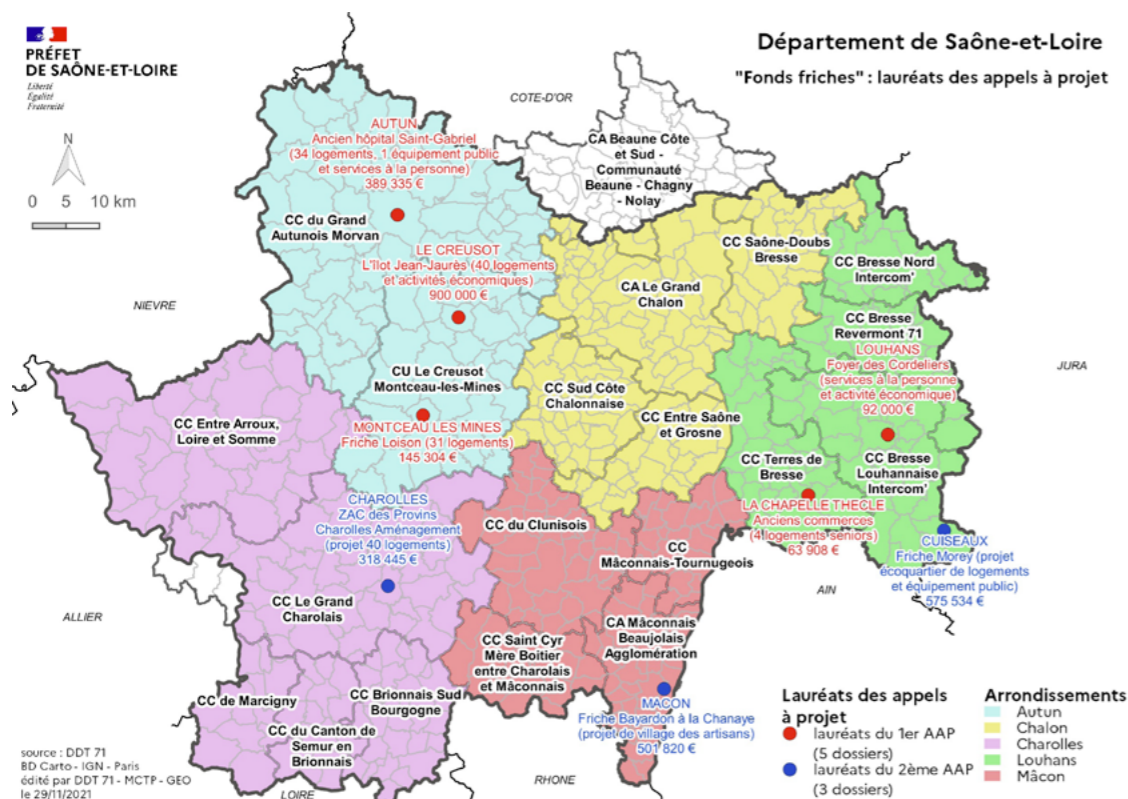 PRÉFET
DE SAÔNE-ET-LOIRE
Liberté
Égalité
Fraternité
Département de Saône-et-Loire
"Fonds friches" : lauréats des appels à projet
N
0 5 10 km
COTE-D'OR
NIEVRE
JURA
ALLIER
AIN
LOIRE
RHONE
CA Beaune Côte
et Sud -
Communauté
Beaune - Chagny
- Nolay
AUTUN
Ancien hôpital Saint-Gabriel
(34 logements, 1 équipement public
et services à la personne)
389 335 €
CC du Grand
Autunois Morvan
LE CREUSOT
L'îlot Jean-Jaurès (40 logements
et activités économiques)
900 000 €
CC Saône-Doubs
Bresse
CC Bresse Nord
Intercom'
CA Le Grand
Chalon
CC Bresse
Revermont 71
LOUHANS
Foyer des Cordeliers
(services à la personne
et activité économique)
92 000 €
CU Le Creusot
Montceau-les-Mines
MONTCEAU LES MINES
Friche Loison (31 logements)
145 304 €
CC Sud Côte
Chalonnaise
CC Entre Saône
et Grosne
CC Entre Arroux,
Loire et Somme
CC Terres de
Bresse
CC Bresse
Louhannaise
Intercom'
LA CHAPELLE THECLE
Anciens commerces
(4 logements séniors)
63 908 €
CHAROLLES
ZAC des Provins
Charolles Aménagement
(projet 40 logements)
318 445 €
CC du Clunisois
CC
Mâconnais-Tournugeois
CUISEAUX
Friche Morey (projet
écoquartier de logements
et équipement public)
575 534 €
CC Le Grand
Charolais
CC Saint Cyr
Mère Boitier
entre Charolais
et Mâconnais
CA Mâconnais
Beaujolais
Agglomération
MACON
Friche Bayardon à la Chanaye
(projet de village des artisans)
501 820 €
CC de Marcigny
CC Brionnais Sud
Bourgogne
CC du Canton de
Semur en
Brionnais
Lauréats des appels
à projet
lauréats du 1er AAP
(5 dossiers)
lauréats du 2ème AAP
(3 dossiers)
Arrondissements
Autun
Chalon
Charolles
Louhans
Mâcon
source : DDT 71
BD Carto - IGN - Paris
édité par DDT 71 - MCTP - GEO
le 29/11/2021